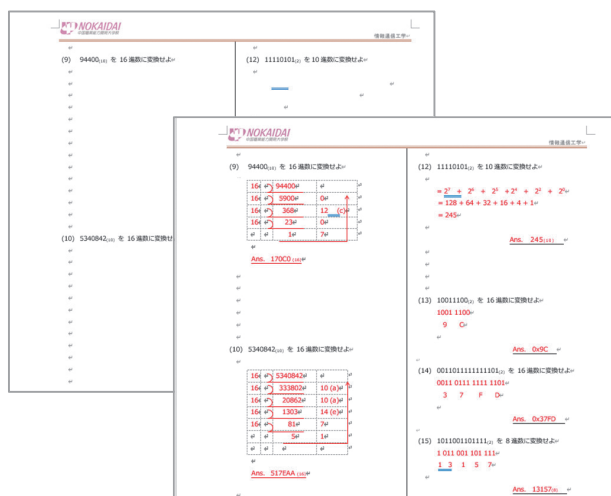 NOKAIDAI
情報通信工学
(9) 94400(10) を 16 進数に変換せよ
(10) 5340842(10) を 16 進数に変換せ
(12) 11110101(2) を 10 進数に変換せよ
NOKAIDAI
情報通信工学
(9) 94400(10) を 16 進数に変換せよ
16 94400
16 5900 0
16 368 12 (c)
16 23 0
1 7
Ans. 170C0 (16)
(10) 5340842(10) を 16 進数に変換せよ
16 5340842
16 333802 10 (a)
16 20862 10 (a)
16 1303 14 (e)
16 81 7
5 1
Ans. 517EAA (16)
(12) 11110101(2) を 10 進数に変換せよ
= 2⁷ + 2⁶ + 2⁵ +2⁴ + 2² + 2⁰
= 128 + 64 + 32 + 16 + 4 + 1
= 245
Ans. 245(10)
(13) 10011100(2) を 16 進数に変換せよ
1001 1100
9 C
Ans. 0x9C
(14) 0011011111111101(2) を 16 進数に変換せよ
0011 0111 1111 1101
3 7 F D
Ans. 0x37FD
(15) 1011001101111(2) を 8 進数に変換せよ
1 011 001 101 111
1 3 1 5 7
Ans. 13157(8)